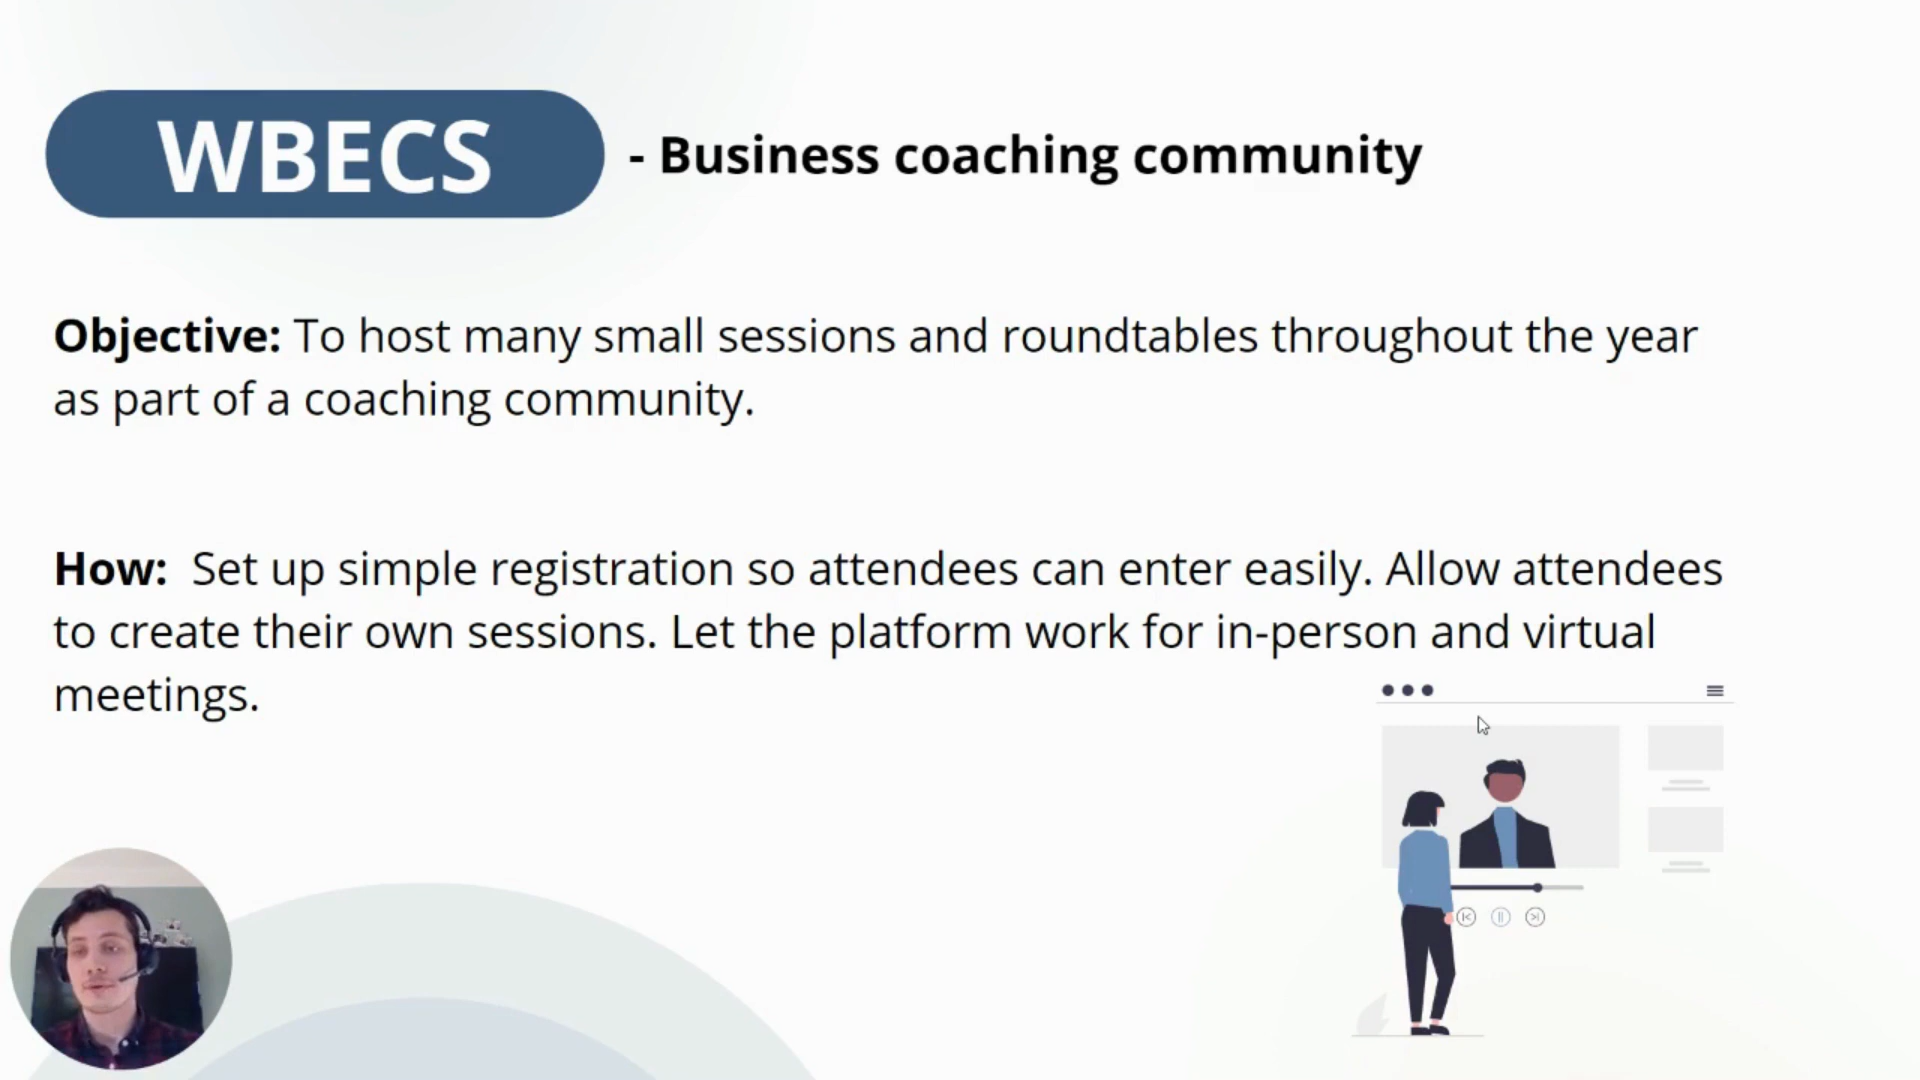 WBECS - Business coaching community
Objective: To host many small sessions and roundtables throughout the year
as part of a coaching community.
How: Set up simple registration so attendees can enter easily. Allow attendees
to create their own sessions. Let the platform work for in-person and virtual
meetings.